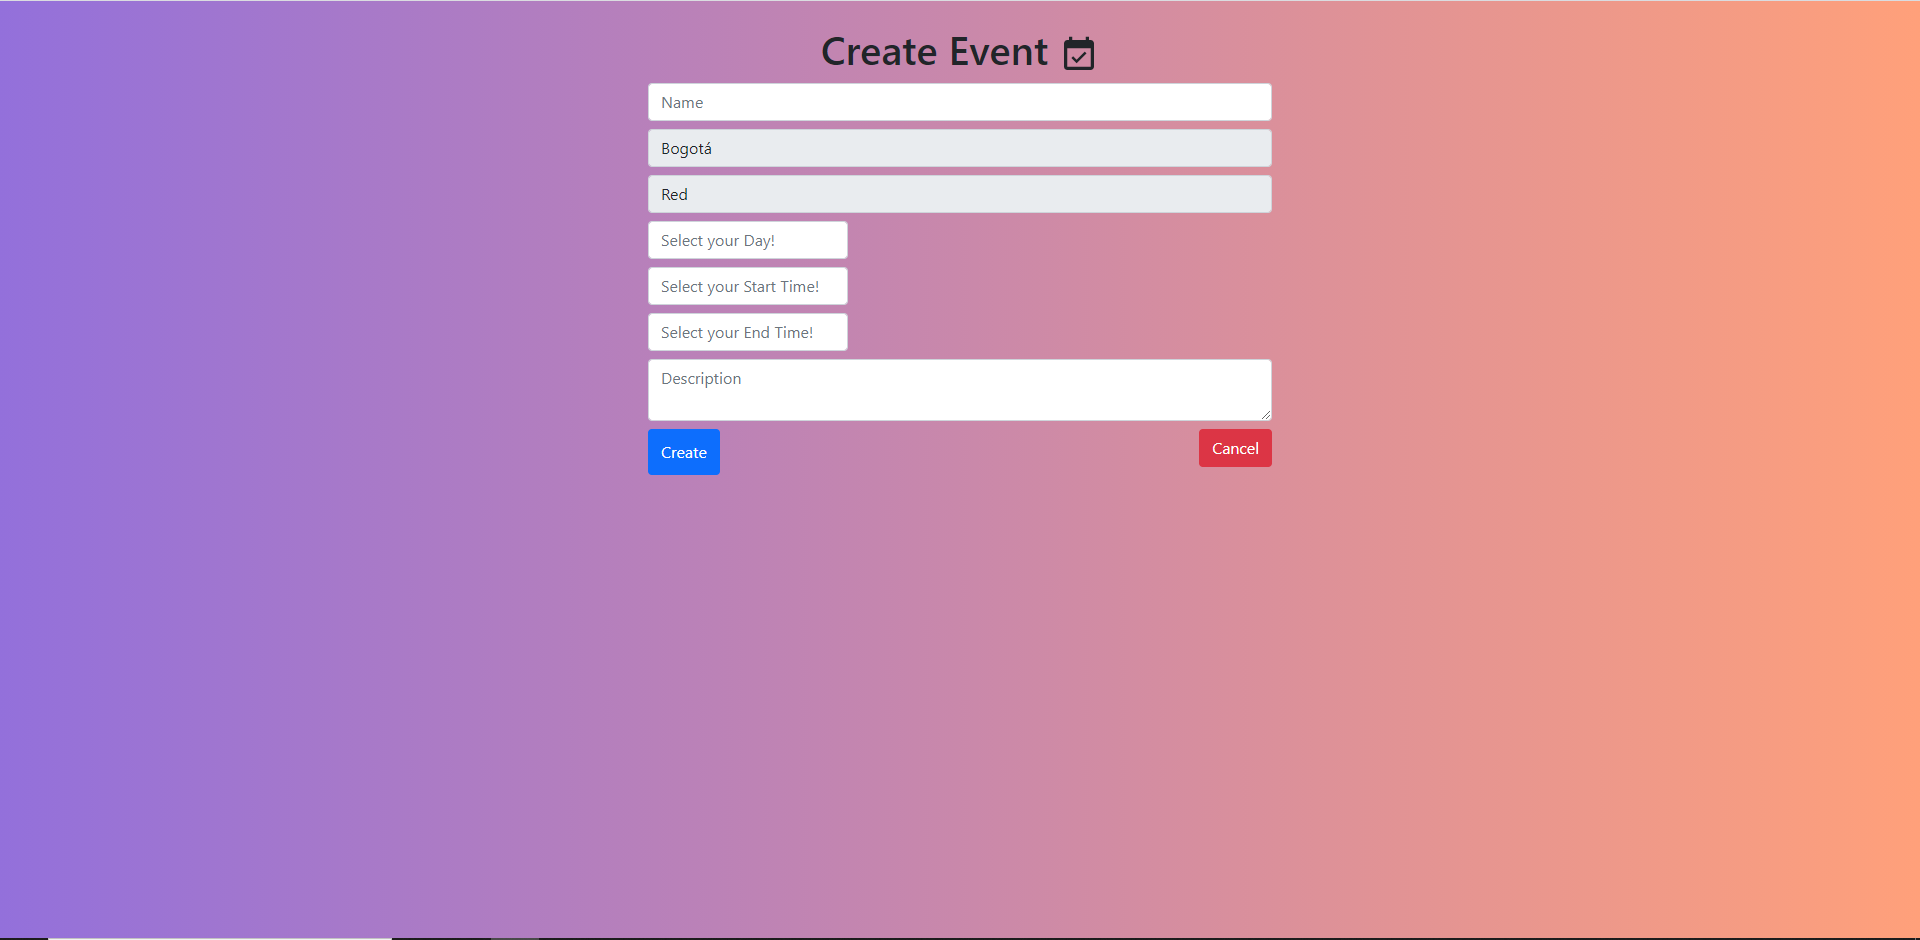 Create Event
Name
Bogotá
Red
Select your Day!
Select your Start Time!
Select your End Time!
Description
Create
Cancel